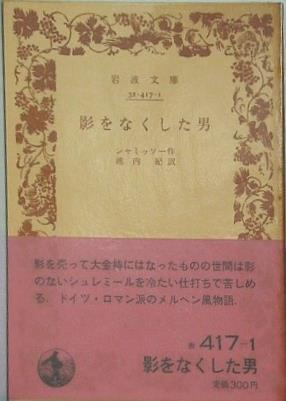 岩波文庫
32-417-1
影をなくした男
シャミッソー作
池内紀訳
影を売って大金持にはなったものの世間は影
のないシュレミールを冷たい仕打ちで苦しめ
る．ドイツ・ロマン派のメルヘン風物語．
赤 417-1
影をなくした男
定価300円